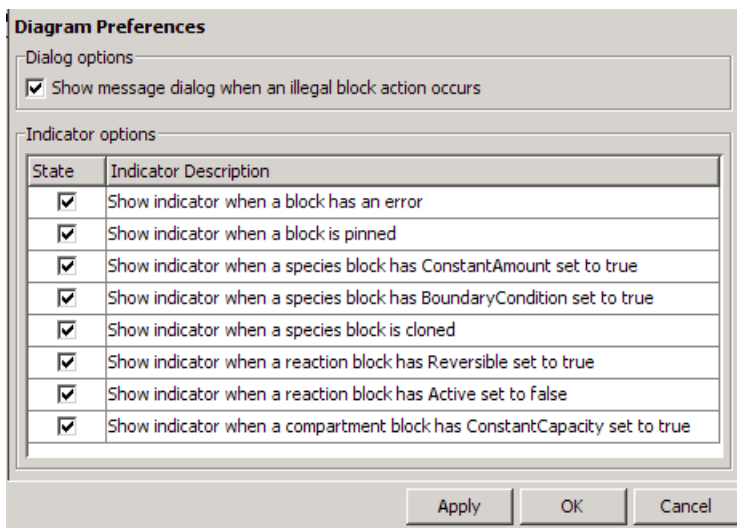 Diagram Preferences
Dialog options
Show message dialog when an illegal block action occurs
Indicator options
State Indicator Description
Show indicator when a block has an error
Show indicator when a block is pinned
Show indicator when a species block has ConstantAmount set to true
Show indicator when a species block has BoundaryCondition set to true
Show indicator when a species block is cloned
Show indicator when a reaction block has Reversible set to true
Show indicator when a reaction block has Active set to false
Show indicator when a compartment block has ConstantCapacity set to true
Apply OK Cancel